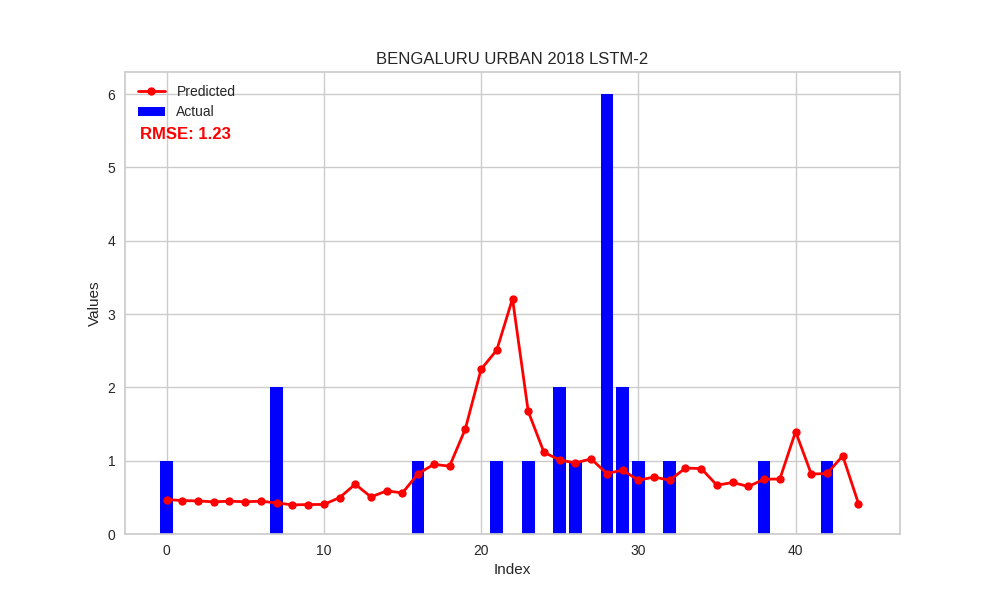 BENGALURU URBAN 2018 LSTM-2
Predicted
Actual
RMSE: 1.23
6
5
4
3
2
1
0
Values
0 10 20 30 40
Index